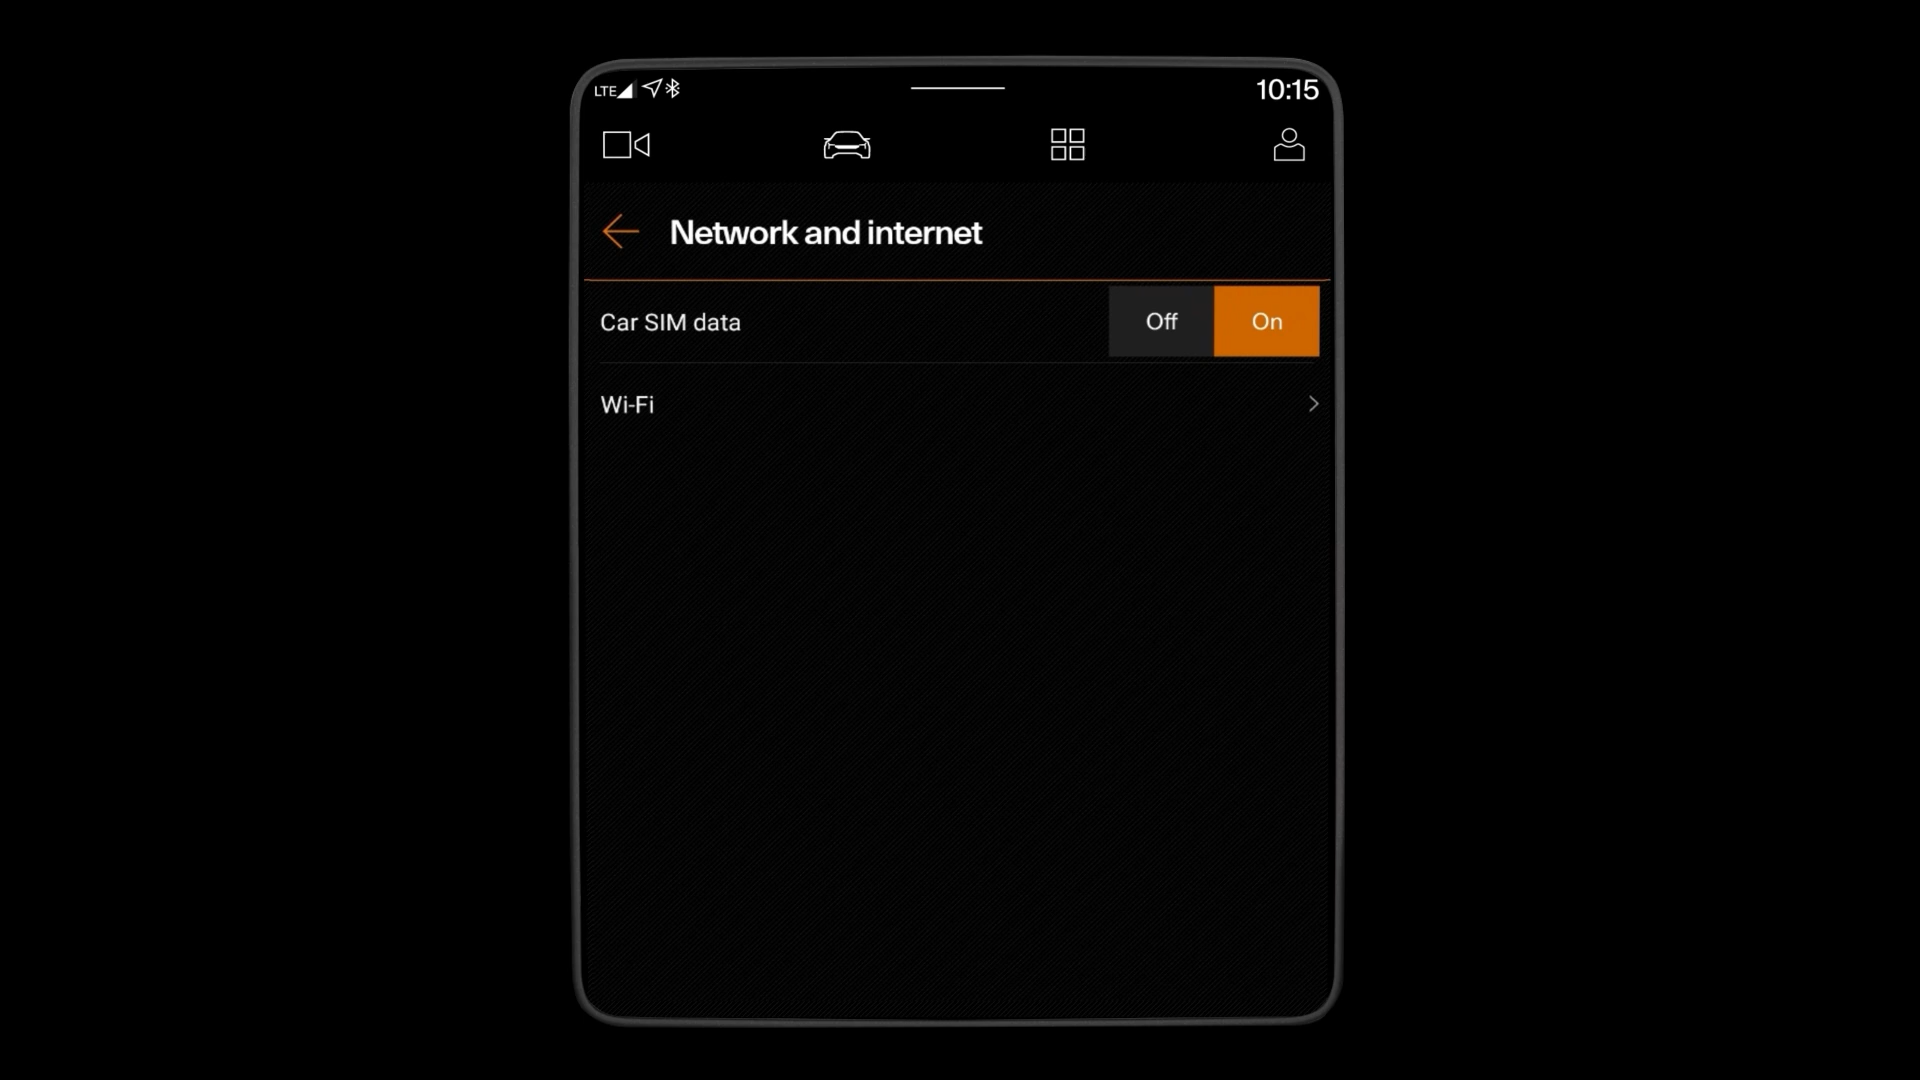 LTE 10:15
Network and internet
Car SIM data Off On
Wi-Fi